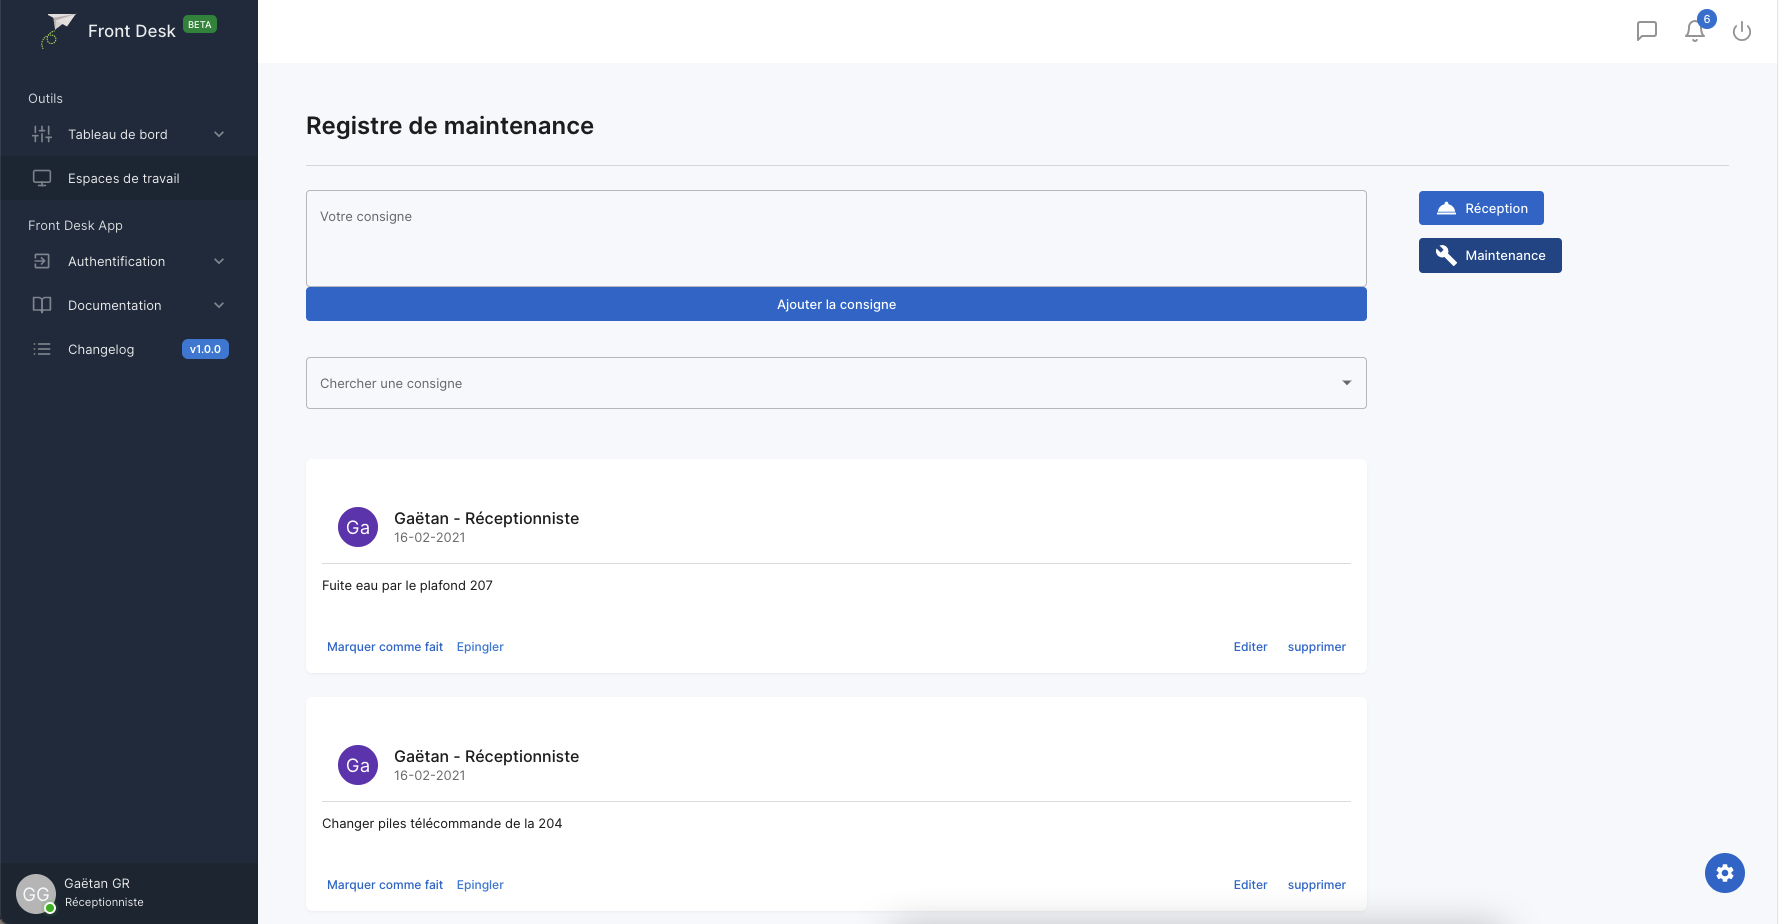 Front Desk BETA
Outils
Tableau de bord
Espaces de travail
Front Desk App
Authentification
Documentation
Changelog v1.0.0
Gaëtan GR
Réceptionniste
GG
6
Registre de maintenance
Votre consigne
Ajouter la consigne
Réception
Maintenance
Chercher une consigne
Ga
Gaëtan - Réceptionniste
16-02-2021
Fuite eau par le plafond 207
Marquer comme fait Epingler Editer supprimer
Ga
Gaëtan - Réceptionniste
16-02-2021
Changer piles télécommande de la 204
Marquer comme fait Epingler Editer supprimer